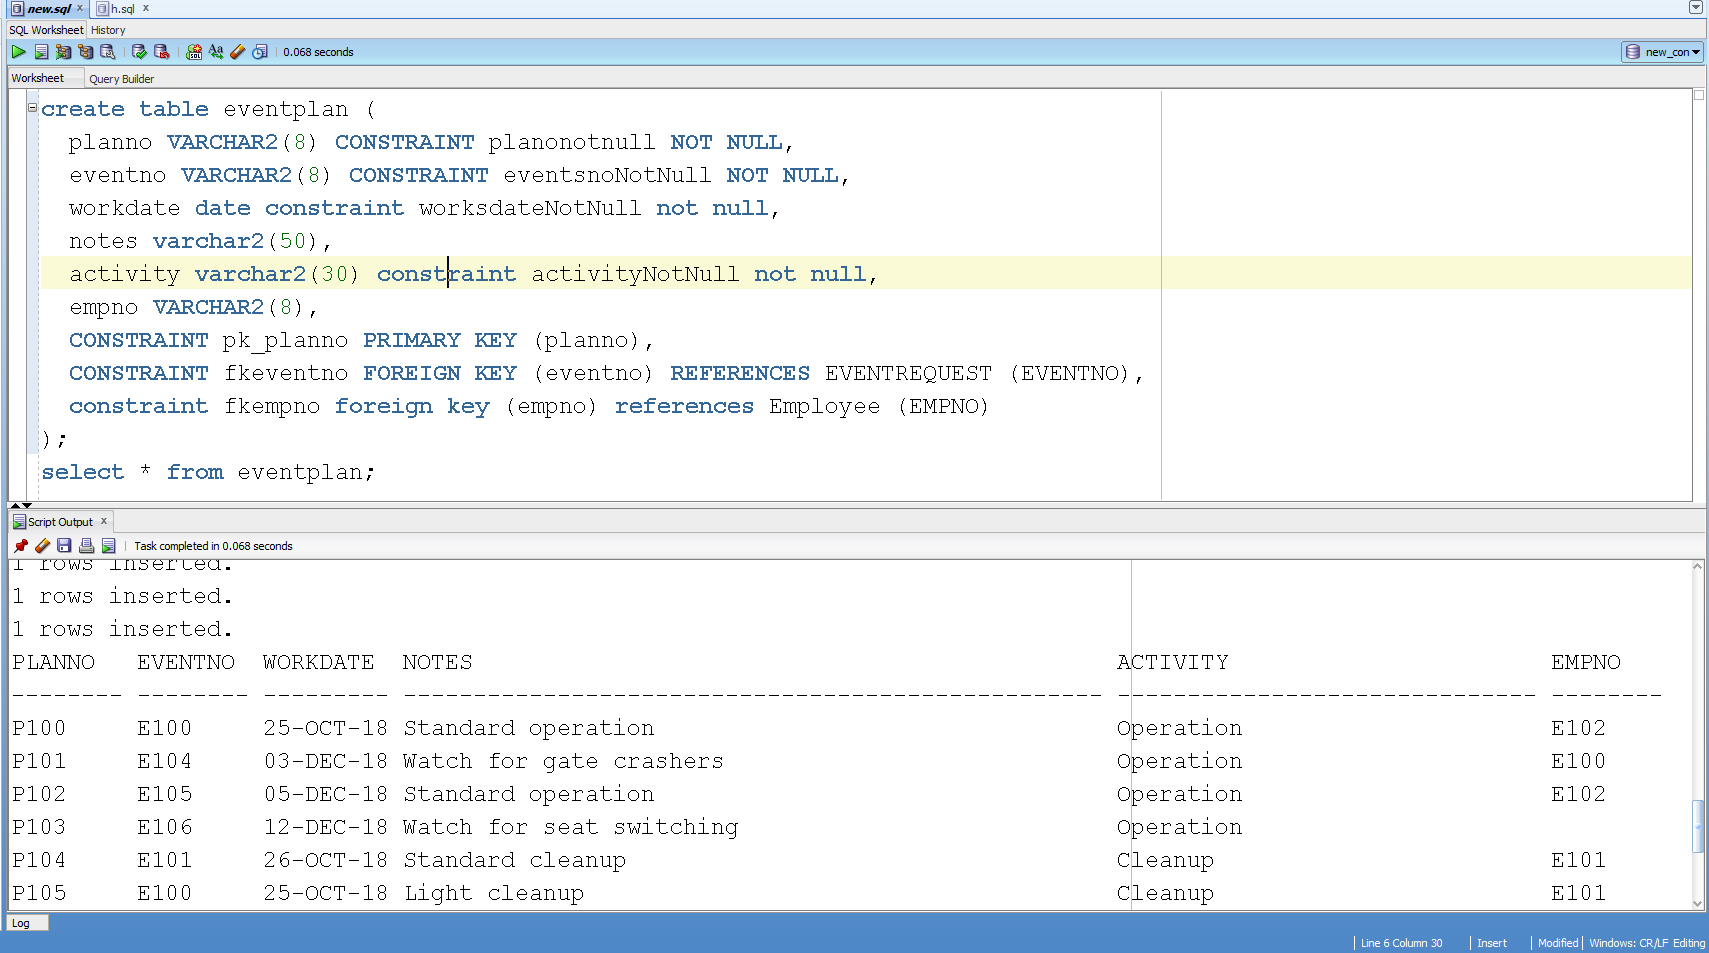 new.sql x h.sql x
SQL Worksheet History
0.068 seconds new_con
Worksheet Query Builder
create table eventplan (
planno VARCHAR2(8) CONSTRAINT planonotnull NOT NULL,
eventno VARCHAR2(8) CONSTRAINT eventsnoNotNull NOT NULL,
workdate date constraint worksdateNotNull not null,
notes varchar2(50),
activity varchar2(30) constraint activityNotNull not null,
empno VARCHAR2(8),
CONSTRAINT pk_planno PRIMARY KEY (planno),
CONSTRAINT fkeventno FOREIGN KEY (eventno) REFERENCES EVENTREQUEST (EVENTNO),
constraint fkempno foreign key (empno) references Employee (EMPNO)
);
select * from eventplan;
Script Output x
Task completed in 0.068 seconds
1 rows inserted.
1 rows inserted.
1 rows inserted.
PLANNO EVENTNO WORKDATE NOTES ACTIVITY EMPNO
-------- -------- --------- -------------------------------------------------- ------------------------------ --------
P100 E100 25-OCT-18 Standard operation Operation E102
P101 E104 03-DEC-18 Watch for gate crashers Operation E100
P102 E105 05-DEC-18 Standard operation Operation E102
P103 E106 12-DEC-18 Watch for seat switching Operation
P104 E101 26-OCT-18 Standard cleanup Cleanup E101
P105 E100 25-OCT-18 Light cleanup Cleanup E101
Log
Line 6 Column 30 Insert Modified Windows: CR/LF Editing